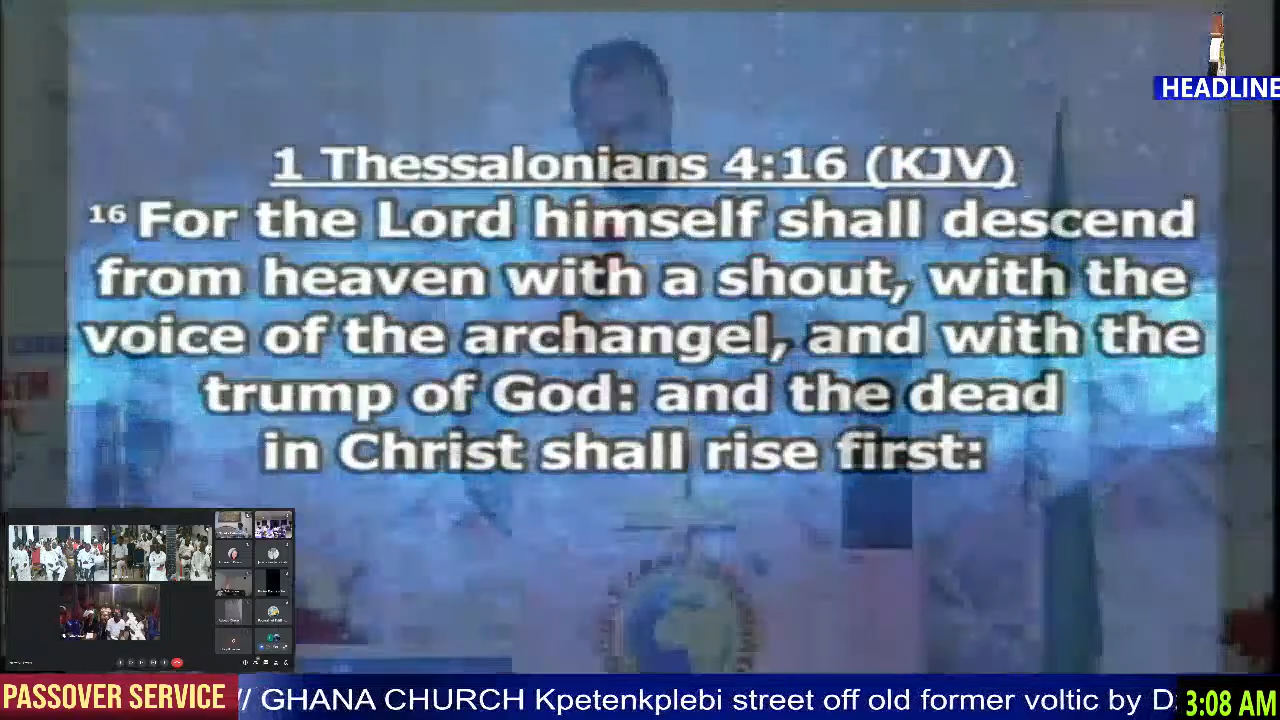 HEADLINE
1 Thessalonians 4:16 (KJV)
16 For the Lord himself shall descend
from heaven with a shout, with the
voice of the archangel, and with the
trump of God: and the dead
in Christ shall rise first:
PASSOVER SERVICE
// GHANA CHURCH Kpetenkplebi street off old former voltic by D
3:08 AM